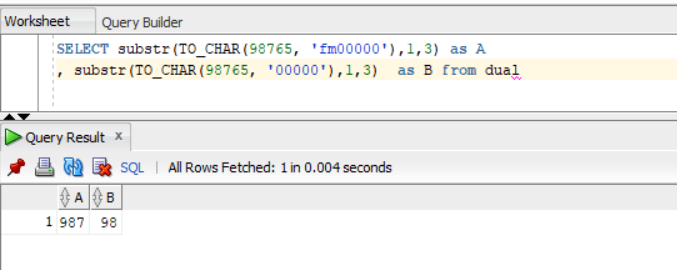 Worksheet Query Builder
SELECT substr(TO_CHAR(98765, 'fm00000'),1,3) as A
, substr(TO_CHAR(98765, '00000'),1,3)  as B from dual
Query Result x
SQL | All Rows Fetched: 1 in 0.004 seconds
A B
1 987 98